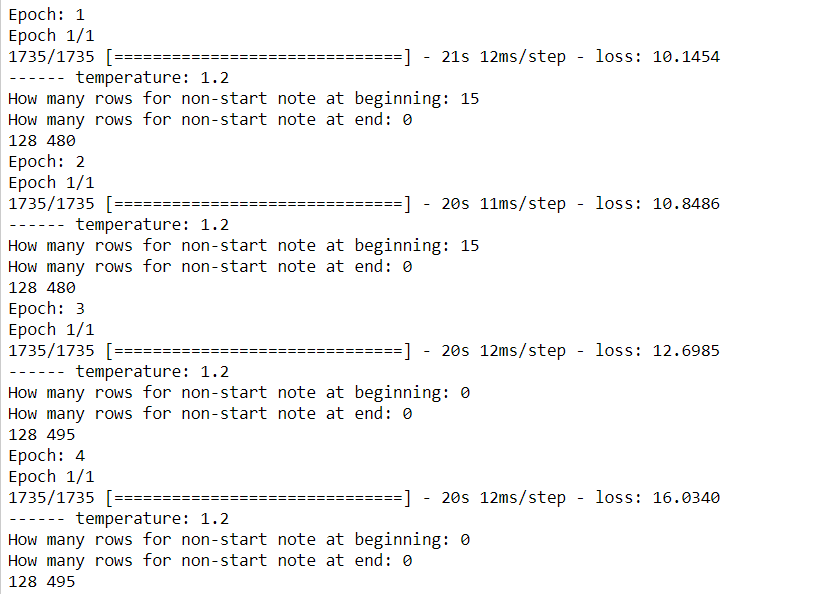 Epoch: 1
Epoch 1/1
1735/1735 [==============================] - 21s 12ms/step - loss: 10.1454
------ temperature: 1.2
How many rows for non-start note at beginning: 15
How many rows for non-start note at end: 0
128 480
Epoch: 2
Epoch 1/1
1735/1735 [==============================] - 20s 11ms/step - loss: 10.8486
------ temperature: 1.2
How many rows for non-start note at beginning: 15
How many rows for non-start note at end: 0
128 480
Epoch: 3
Epoch 1/1
1735/1735 [==============================] - 20s 12ms/step - loss: 12.6985
------ temperature: 1.2
How many rows for non-start note at beginning: 0
How many rows for non-start note at end: 0
128 495
Epoch: 4
Epoch 1/1
1735/1735 [==============================] - 20s 12ms/step - loss: 16.0340
------ temperature: 1.2
How many rows for non-start note at beginning: 0
How many rows for non-start note at end: 0
128 495